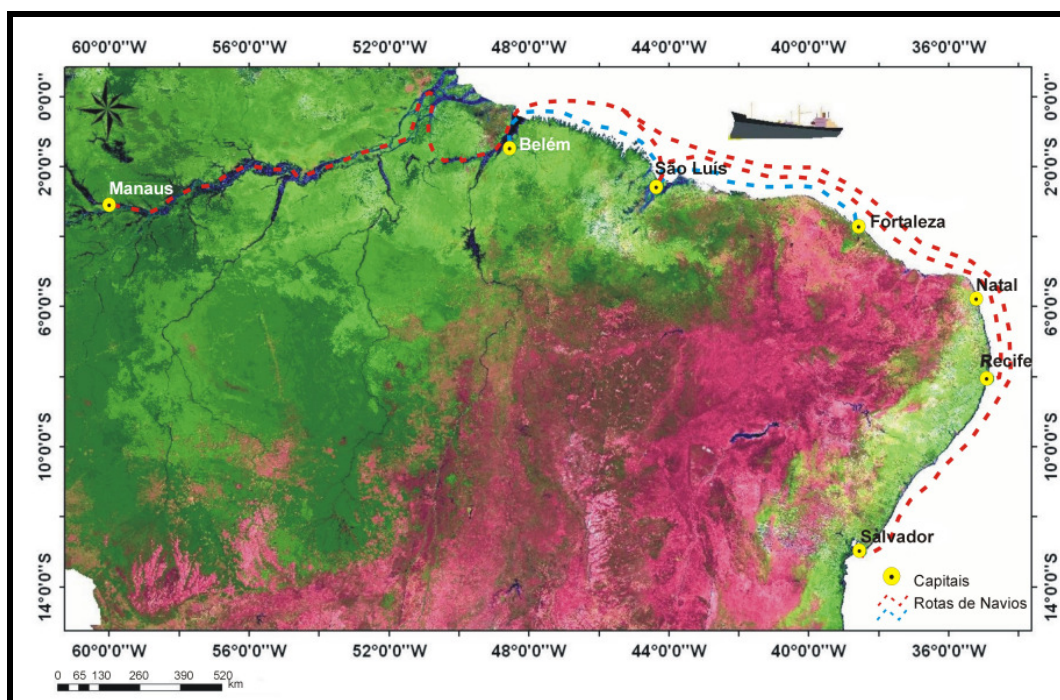 60°0'0"W 56°0'0"W 52°0'0"W 48°0'0"W 44°0'0"W 40°0'0"W 36°0'0"W
0°0'0" 0°0'0"
Belém
2°0'0"S São Luís 2°0'0"S
Manaus
Fortaleza
6°0'0"S Natal 6°0'0"S
Recife
10°0'0"S 10°0'0"S
Salvador
14°0'0"S Capitais 14°0'0"S
Rotas de Navios
60°0'0"W 56°0'0"W 52°0'0"W 48°0'0"W 44°0'0"W 40°0'0"W 36°0'0"W
0 65 130 260 390 520
km